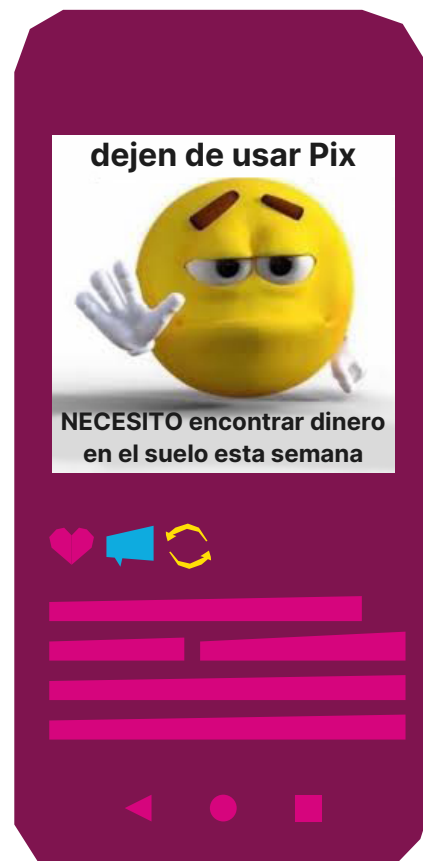 dejen de usar Pix
NECESITO encontrar dinero
en el suelo esta semana